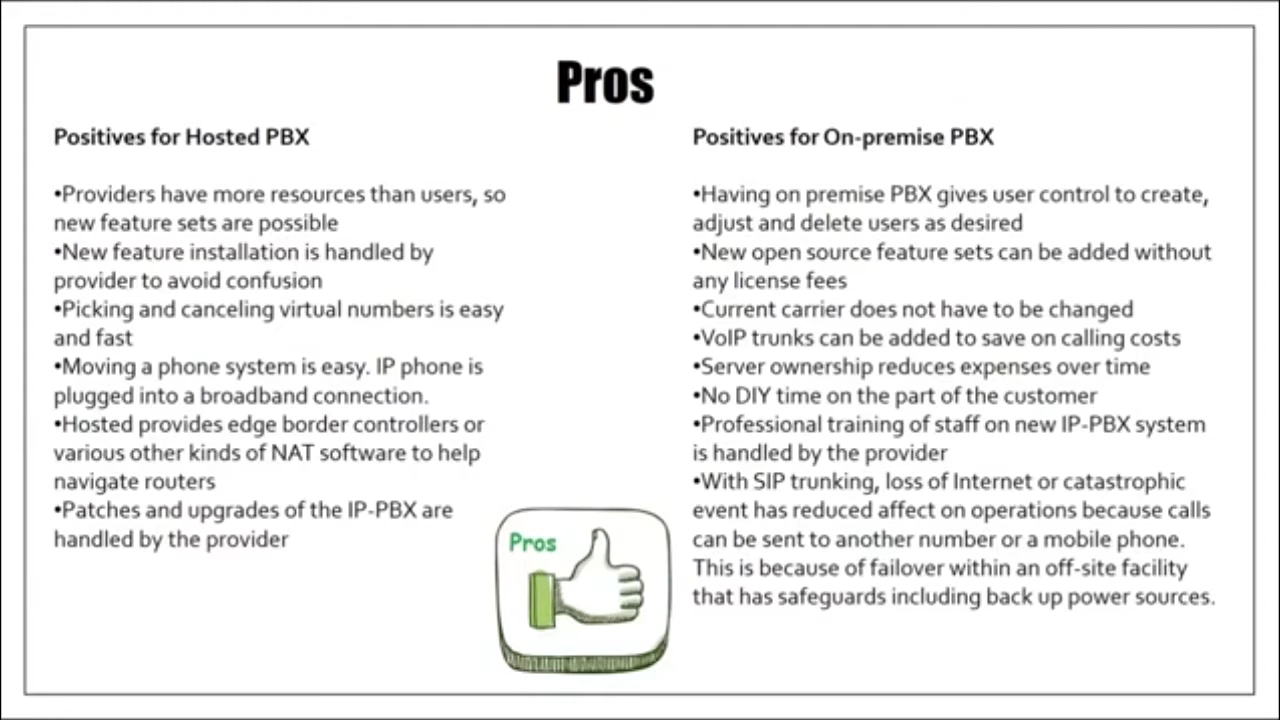 Pros
Positives for Hosted PBX
•Providers have more resources than users, so
new feature sets are possible
•New feature installation is handled by
provider to avoid confusion
•Picking and canceling virtual numbers is easy
and fast
•Moving a phone system is easy. IP phone is
plugged into a broadband connection.
•Hosted provides edge border controllers or
various other kinds of NAT software to help
navigate routers
•Patches and upgrades of the IP-PBX are
handled by the provider
Positives for On-premise PBX
•Having on premise PBX gives user control to create,
adjust and delete users as desired
•New open source feature sets can be added without
any license fees
•Current carrier does not have to be changed
•VoIP trunks can be added to save on calling costs
•Server ownership reduces expenses over time
•No DIY time on the part of the customer
•Professional training of staff on new IP-PBX system
is handled by the provider
•With SIP trunking, loss of Internet or catastrophic
event has reduced affect on operations because calls
can be sent to another number or a mobile phone.
This is because of failover within an off-site facility
that has safeguards including back up power sources.
Pros